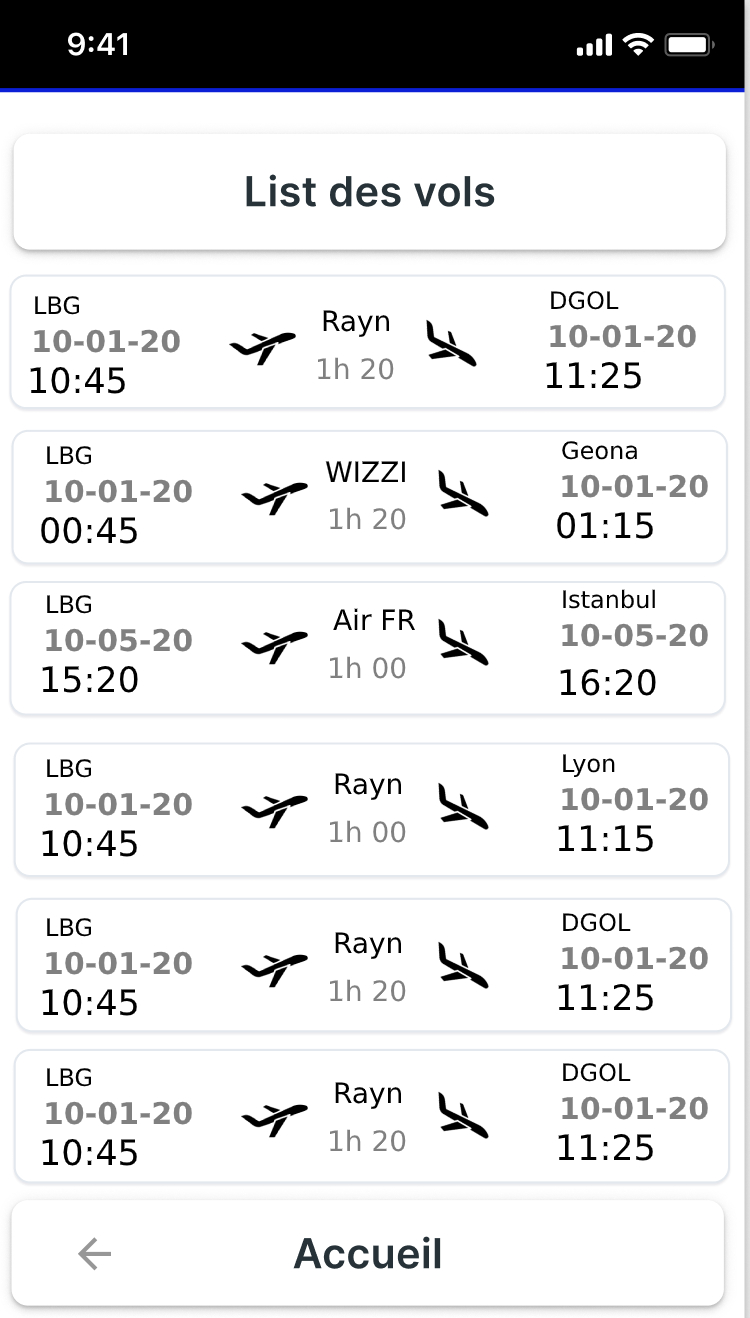 9:41
List des vols
LBG
10-01-20
10:45
Rayn
1h 20
DGOL
10-01-20
11:25
LBG
10-01-20
00:45
WIZZI
1h 20
Geona
10-01-20
01:15
LBG
10-05-20
15:20
Air FR
1h 00
Istanbul
10-05-20
16:20
LBG
10-01-20
10:45
Rayn
1h 00
Lyon
10-01-20
11:15
LBG
10-01-20
10:45
Rayn
1h 20
DGOL
10-01-20
11:25
LBG
10-01-20
10:45
Rayn
1h 20
DGOL
10-01-20
11:25
Accueil